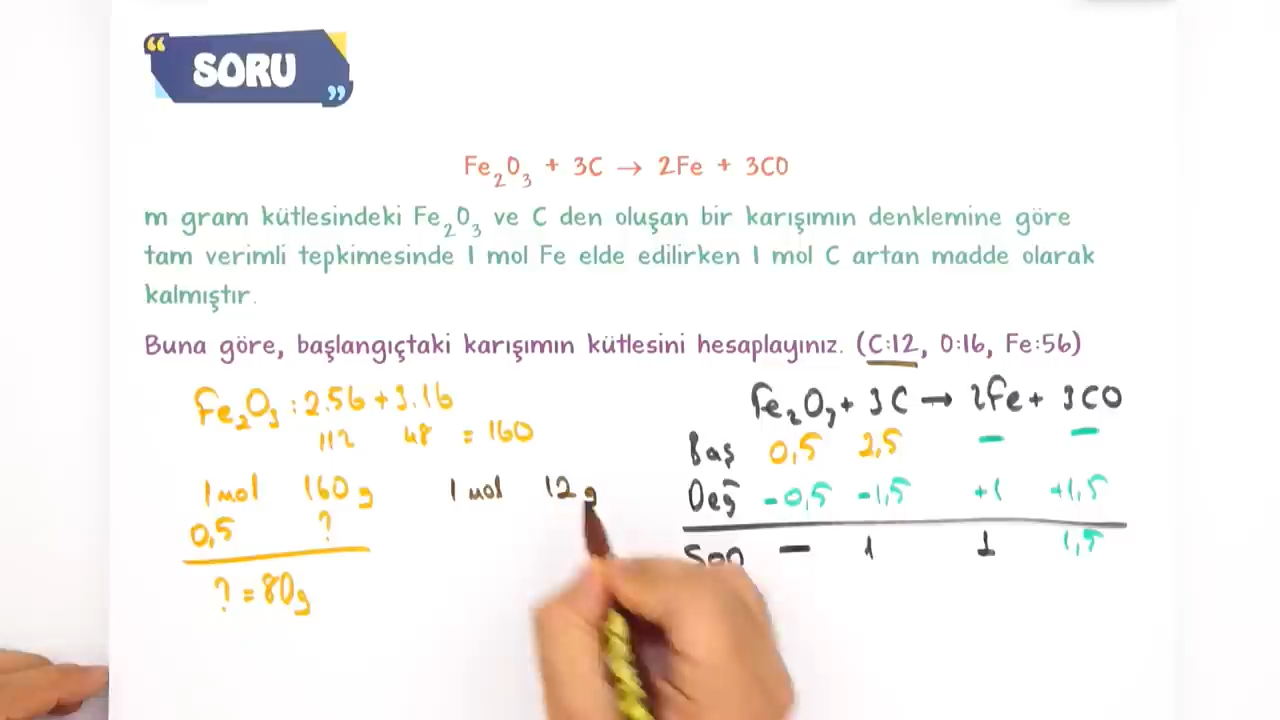 “ SORU ”
Fe₂O₃ + 3C → 2Fe + 3CO
m gram kütlesindeki Fe₂O₃ ve C den oluşan bir karışımın denklemine göre
tam verimli tepkimesinde 1 mol Fe elde edilirken 1 mol C artan madde olarak
kalmıştır.
Buna göre, başlangıçtaki karışımın kütlesini hesaplayınız. (C:12, O:16, Fe:56)
Fe₂O₃ : 2.56 + 3.16
112 48 = 160
1 mol 160 g
0,5 ?
? = 80g
1 mol 12 g
Fe₂O₃ + 3C → 2Fe + 3CO
Baş 0,5 2,5 – –
Değ -0,5 -1,5 +1 +1,5
Son – 1 1 1,5